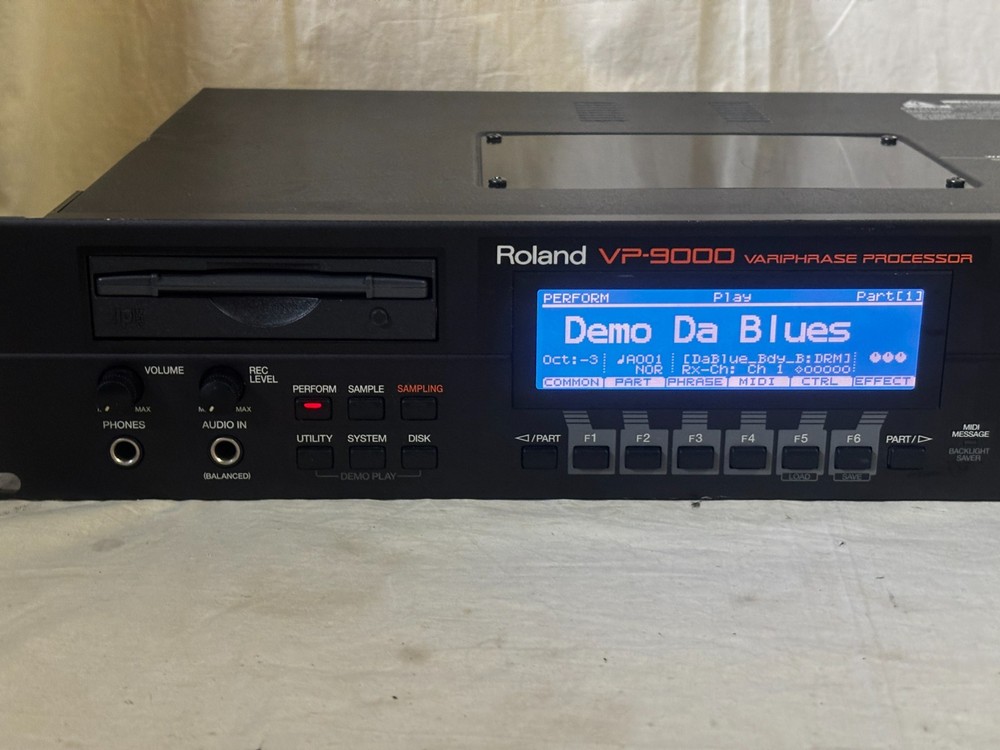 Roland VP-9000 VARIPHRASE PROCESSOR
zip
PERFORM Play Part[1]
Demo Da Blues
Oct:-3 ♩A001 [DaBlue_Bdy_B:DRM]
NOR Rx-Ch: Ch 1 ◇00000
COMMON PART PHRASE MIDI CTRL EFFECT
VOLUME
MAX
REC
LEVEL
MAX
PHONES
AUDIO IN
(BALANCED)
PERFORM SAMPLE SAMPLING
UTILITY SYSTEM DISK
DEMO PLAY
◁/PART F1 F2 F3 F4 F5 F6 PART/▷
LOAD SAVE
MIDI
MESSAGE
BACKLIGHT
SAVER